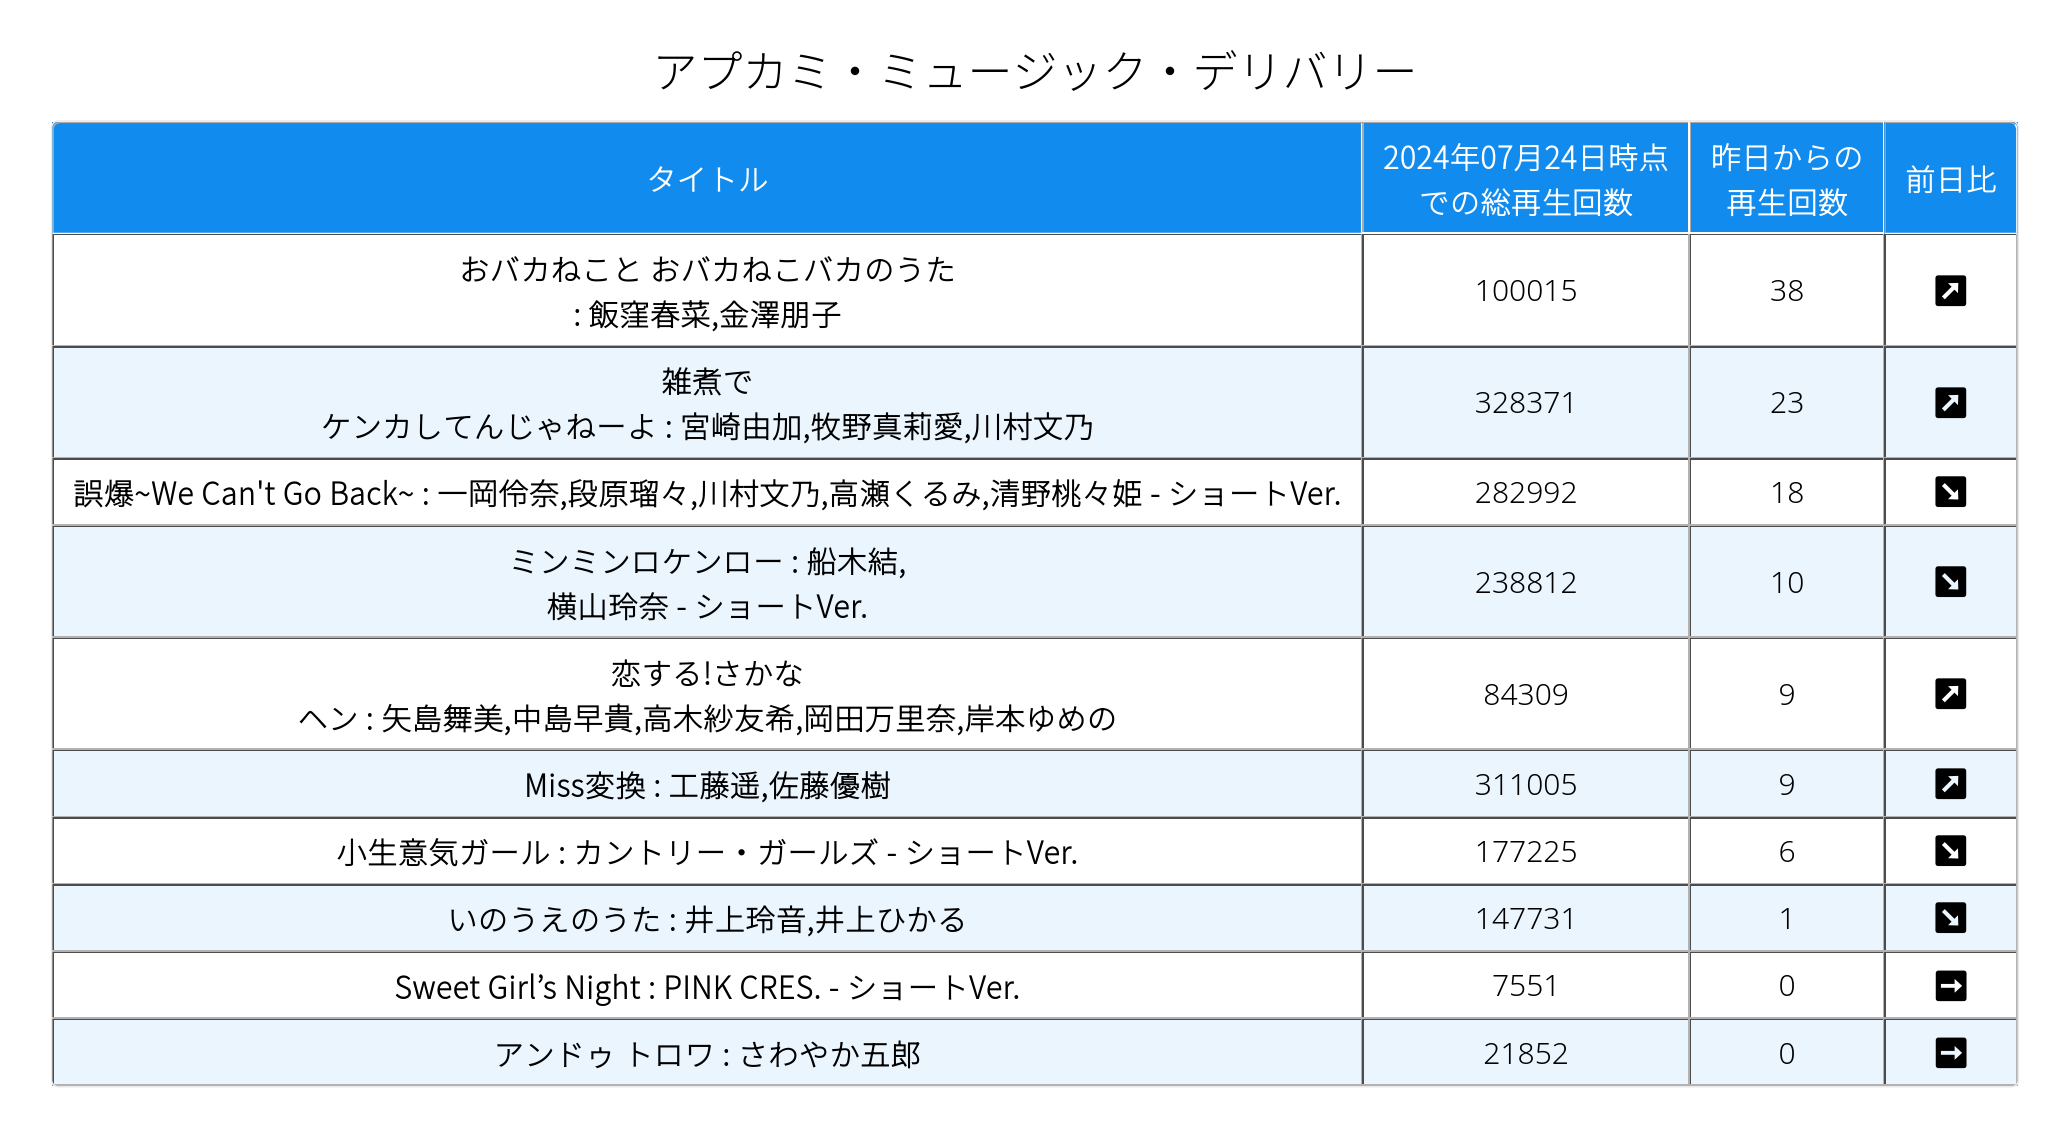 アプカミ・ミュージック・デリバリー
タイトル
2024年07月24日時点
での総再生回数
昨日からの
再生回数
前日比
おバカねこと おバカねこバカのうた
: 飯窪春菜,金澤朋子
100015
38
雑煮で
ケンカしてんじゃねーよ : 宮崎由加,牧野真莉愛,川村文乃
328371
23
誤爆~We Can't Go Back~ : 一岡伶奈,段原瑠々,川村文乃,高瀬くるみ,清野桃々姫 - ショートVer.
282992
18
ミンミンロケンロー : 船木結,
横山玲奈 - ショートVer.
238812
10
恋する!さかな
ヘン : 矢島舞美,中島早貴,高木紗友希,岡田万里奈,岸本ゆめの
84309
9
Miss変換 : 工藤遥,佐藤優樹
311005
9
小生意気ガール : カントリー・ガールズ - ショートVer.
177225
6
いのうえのうた : 井上玲音,井上ひかる
147731
1
Sweet Girl’s Night : PINK CRES. - ショートVer.
7551
0
アンドゥ トロワ : さわやか五郎
21852
0